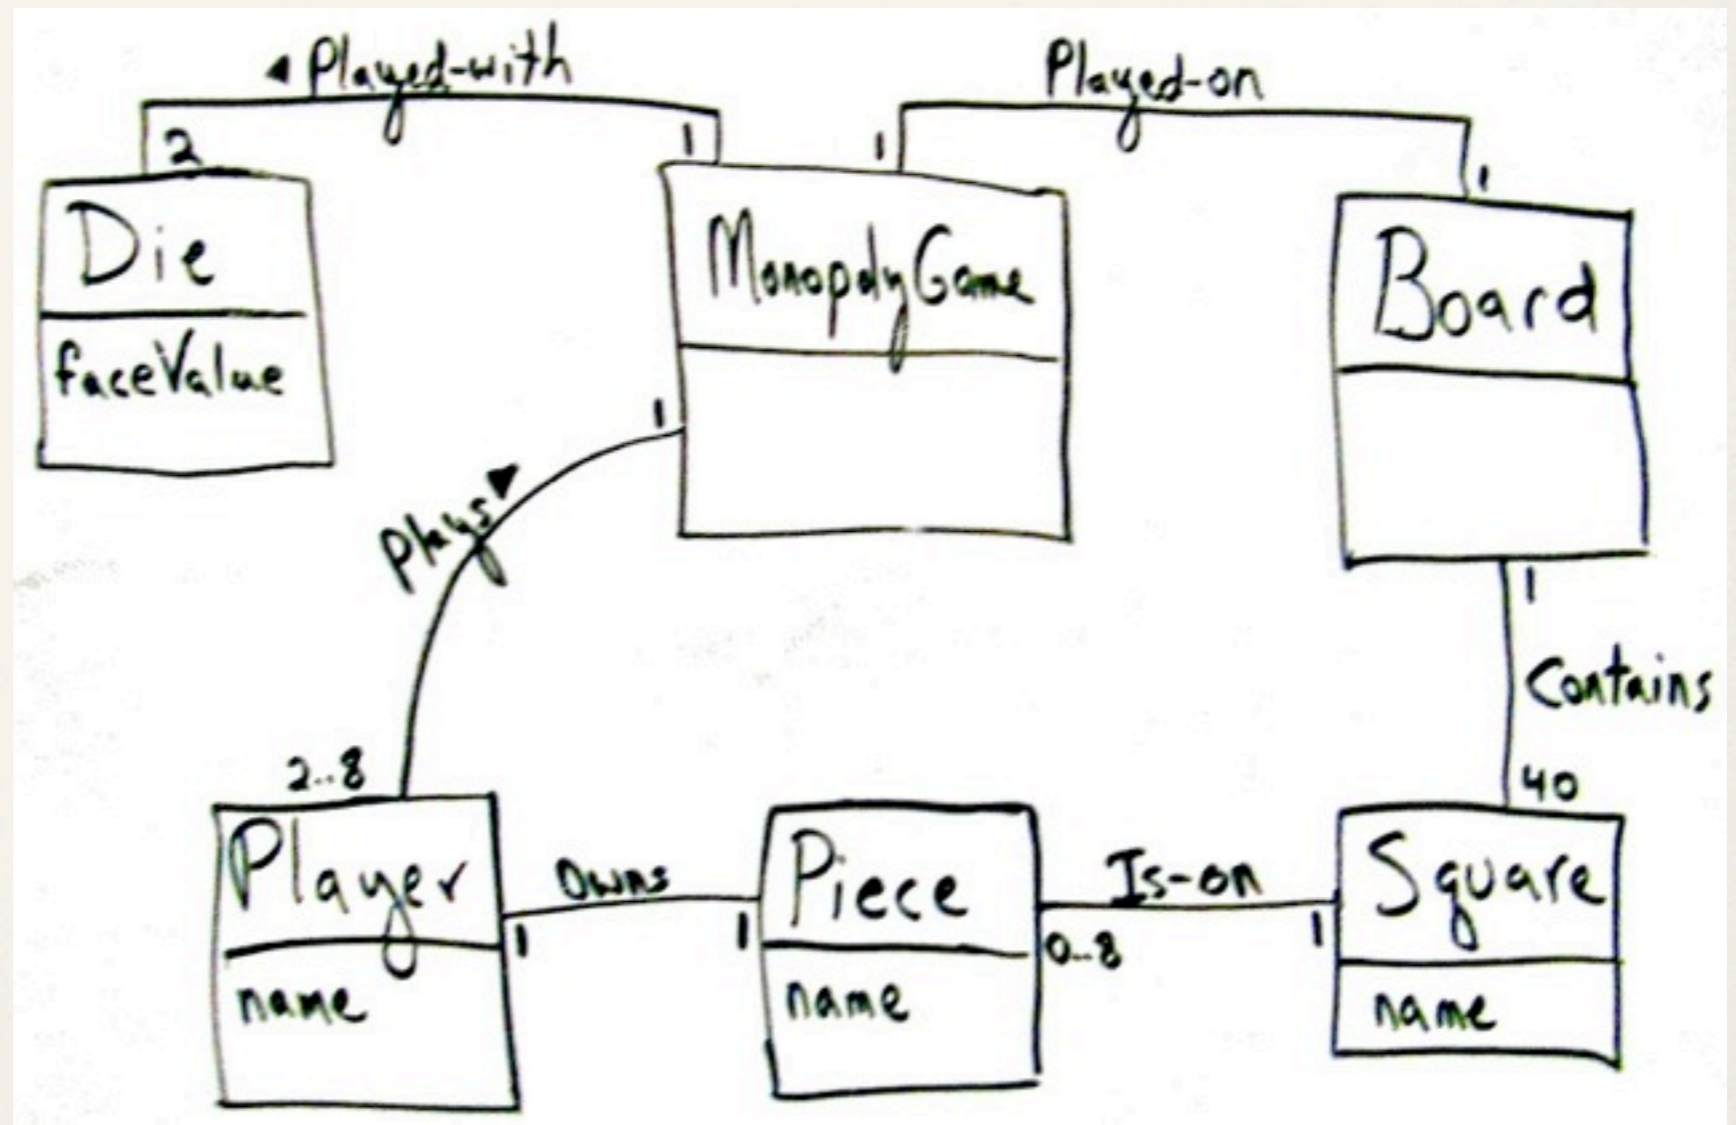 ◄ Played-with
Played-on
2
1
1
1
Die
faceValue
MonopolyGame
Board
1
Plays ►
1
Contains
2..8
40
Player
name
Owns
1
1
Piece
name
Is-on
0..8
1
Square
name